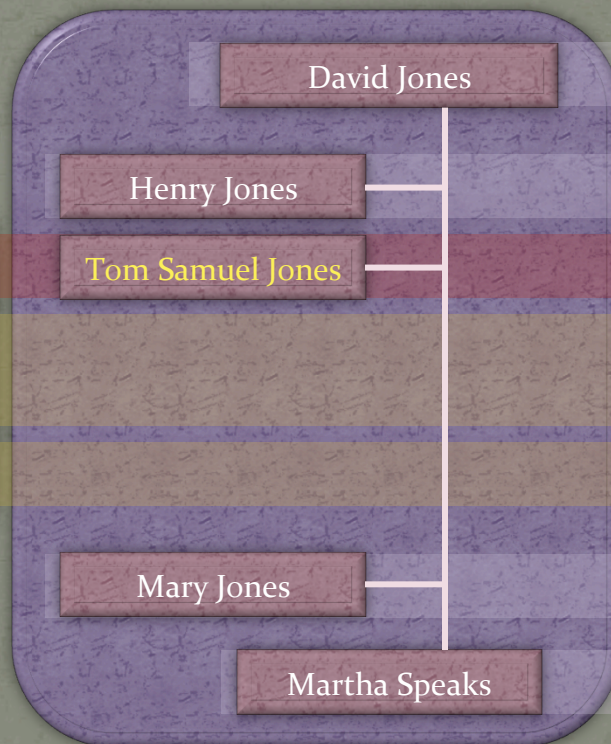 David Jones
Henry Jones
Tom Samuel Jones
Mary Jones
Martha Speaks